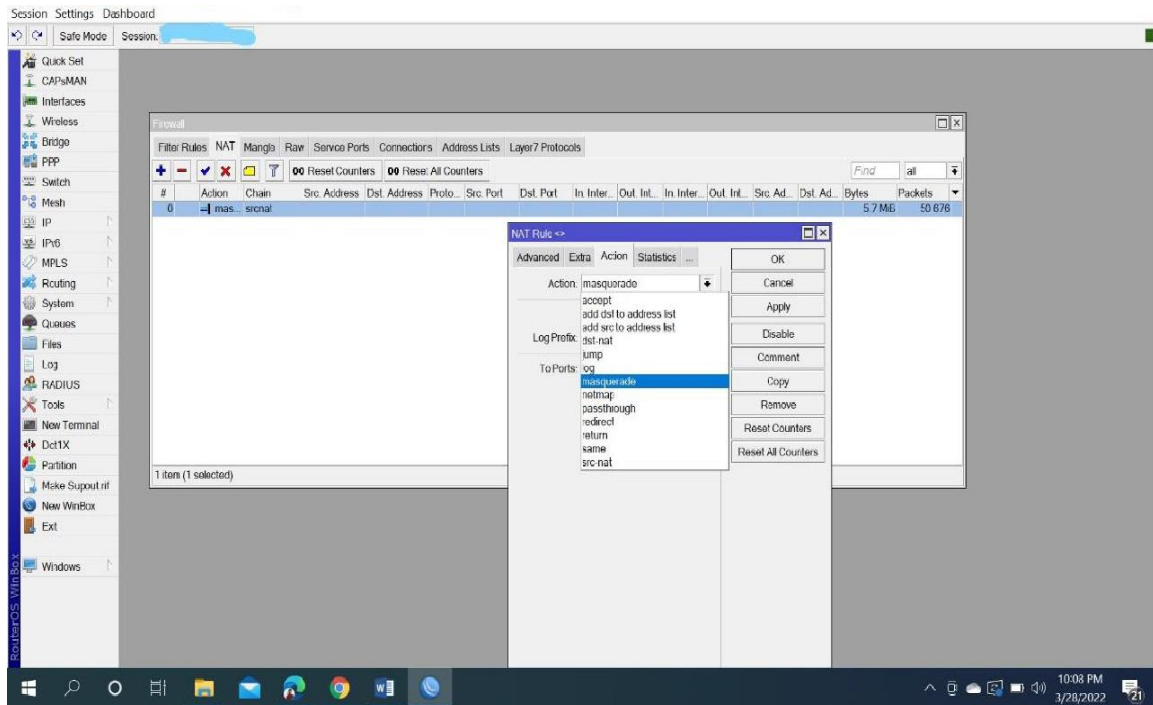 Session Settings Dashboard
Safe Mode Session:
Quick Set
CAPsMAN
Interfaces
Wireless
Bridge
PPP
Switch
Mesh
IP
IPv6
MPLS
Routing
System
Queues
Files
Log
RADIUS
Tools
New Terminal
Dot1X
Partition
Make Supout.rif
New WinBox
Ext
Windows
RouterOS WinBox
Firewall
Filter Rules NAT Mangle Raw Service Ports Connections Address Lists Layer7 Protocols
00 Reset Counters 00 Reset All Counters Find all
# Action Chain Src. Address Dst. Address Proto... Src. Port Dst. Port In. Inter... Out. Int... In. Inter... Out. Int... Src. Ad... Dst. Ad... Bytes Packets
0 mas... srcnat 5.7 MiB 50 676
1 item (1 selected)
NAT Rule <>
Advanced Extra Action Statistics ...
Action: masquerade
accept
add dst to address list
add src to address list
Log Prefix: dst-nat
jump
To Ports: log
masquerade
netmap
passthrough
redirect
return
same
src-nat
OK
Cancel
Apply
Disable
Comment
Copy
Remove
Reset Counters
Reset All Counters
10:08 PM
3/28/2022
21